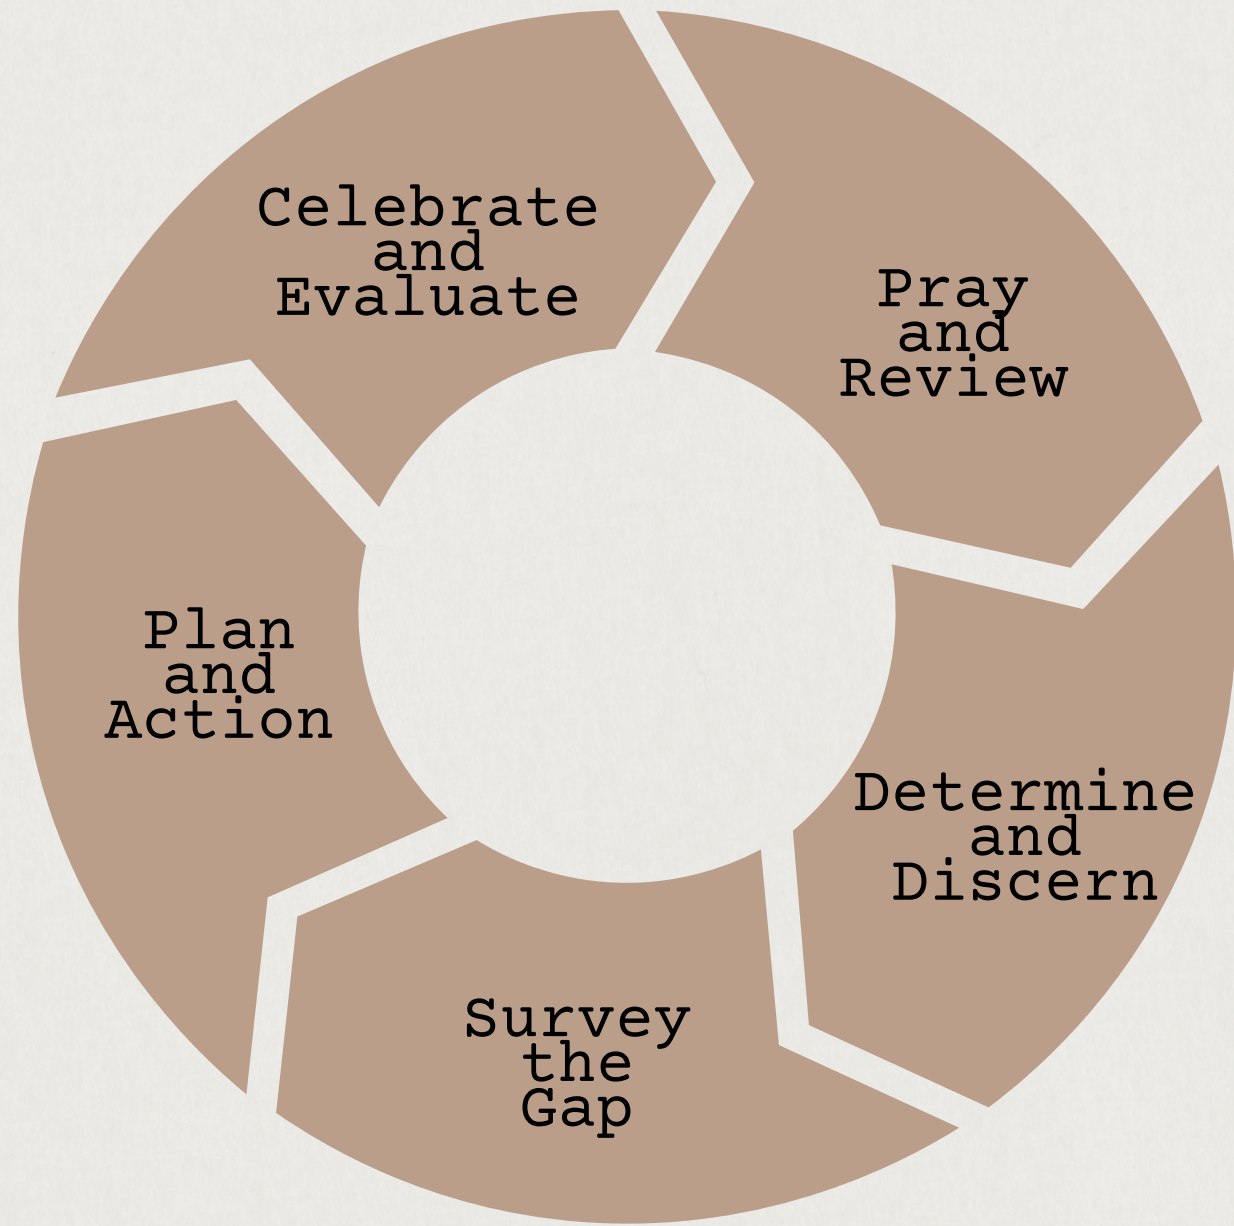 Celebrate
and
Evaluate
Pray
and
Review
Plan
and
Action
Determine
and
Discern
Survey
the
Gap